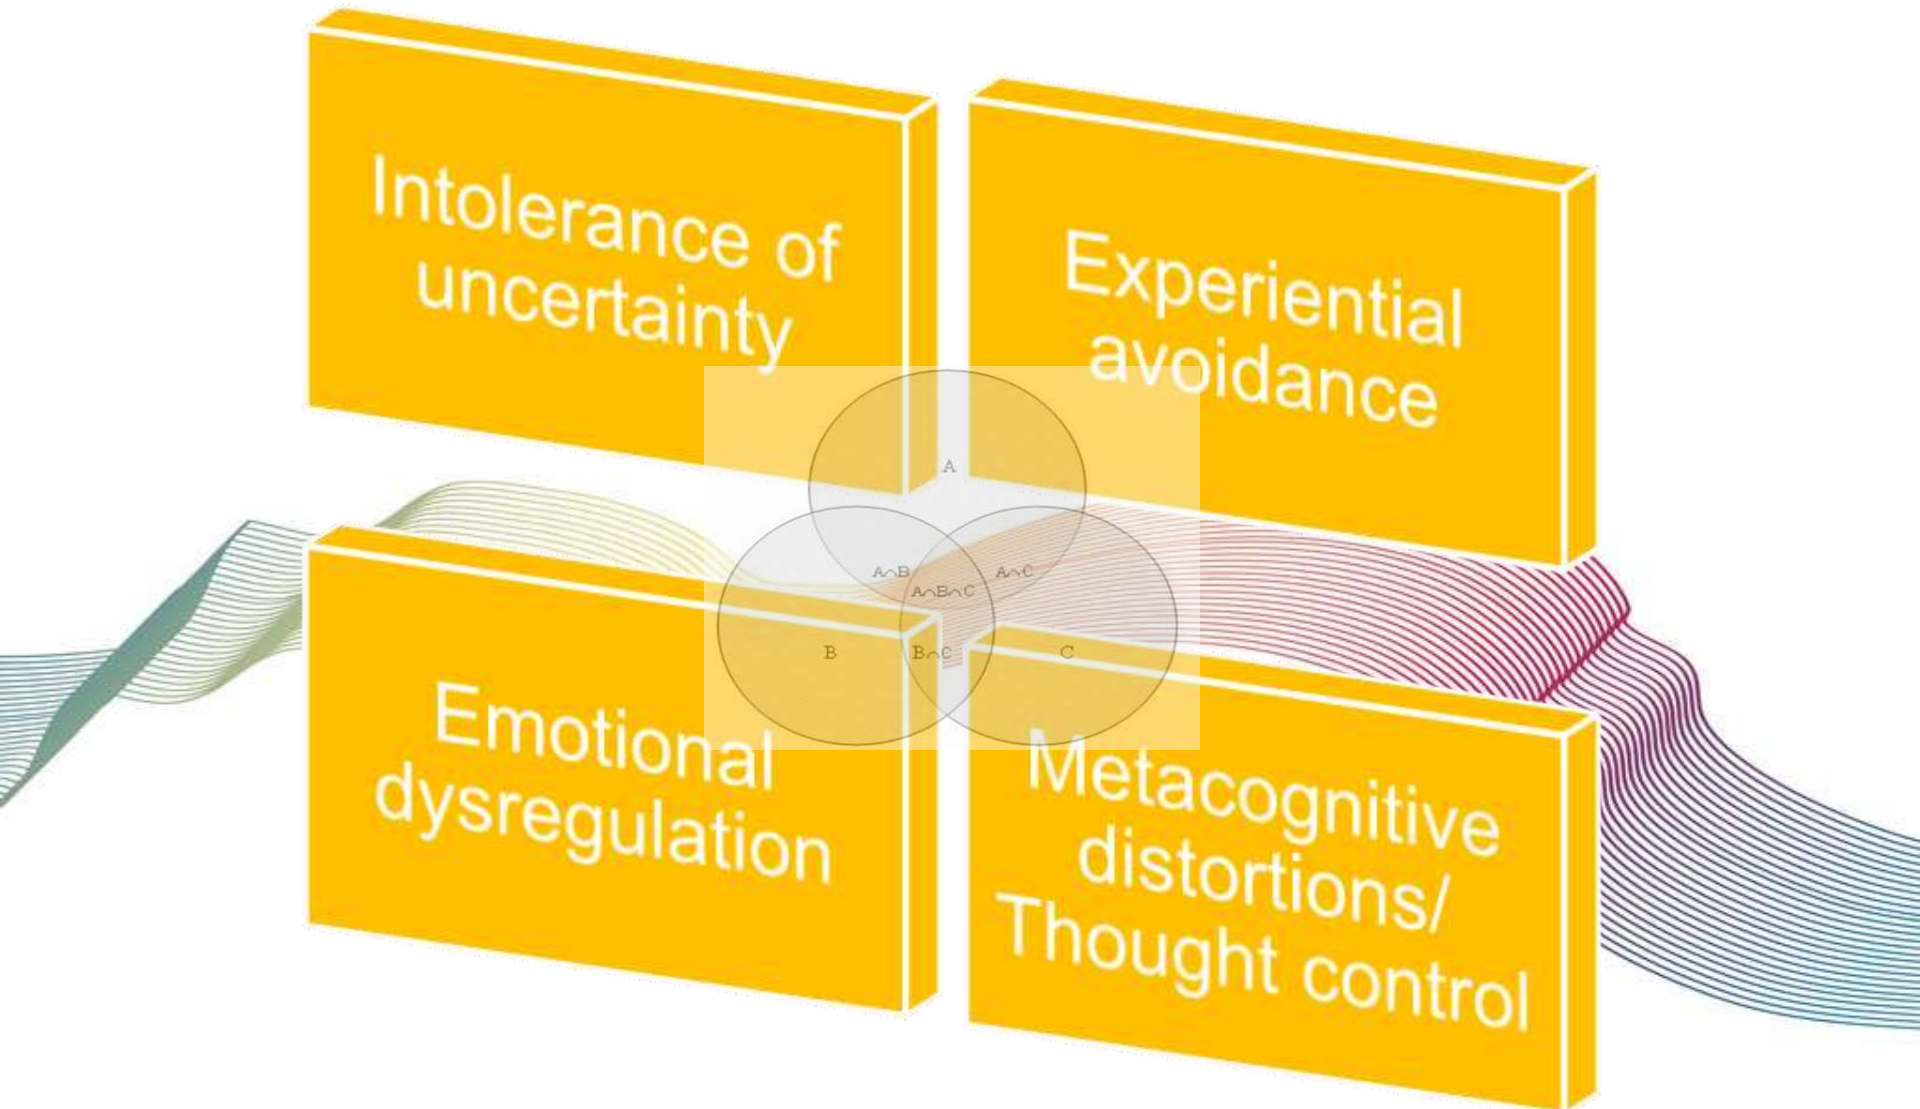 Intolerance of
uncertainty
Experiential
avoidance
A
A∩B
A∩C
A∩B∩C
B
B∩C
C
Emotional
dysregulation
Metacognitive
distortions/
Thought control